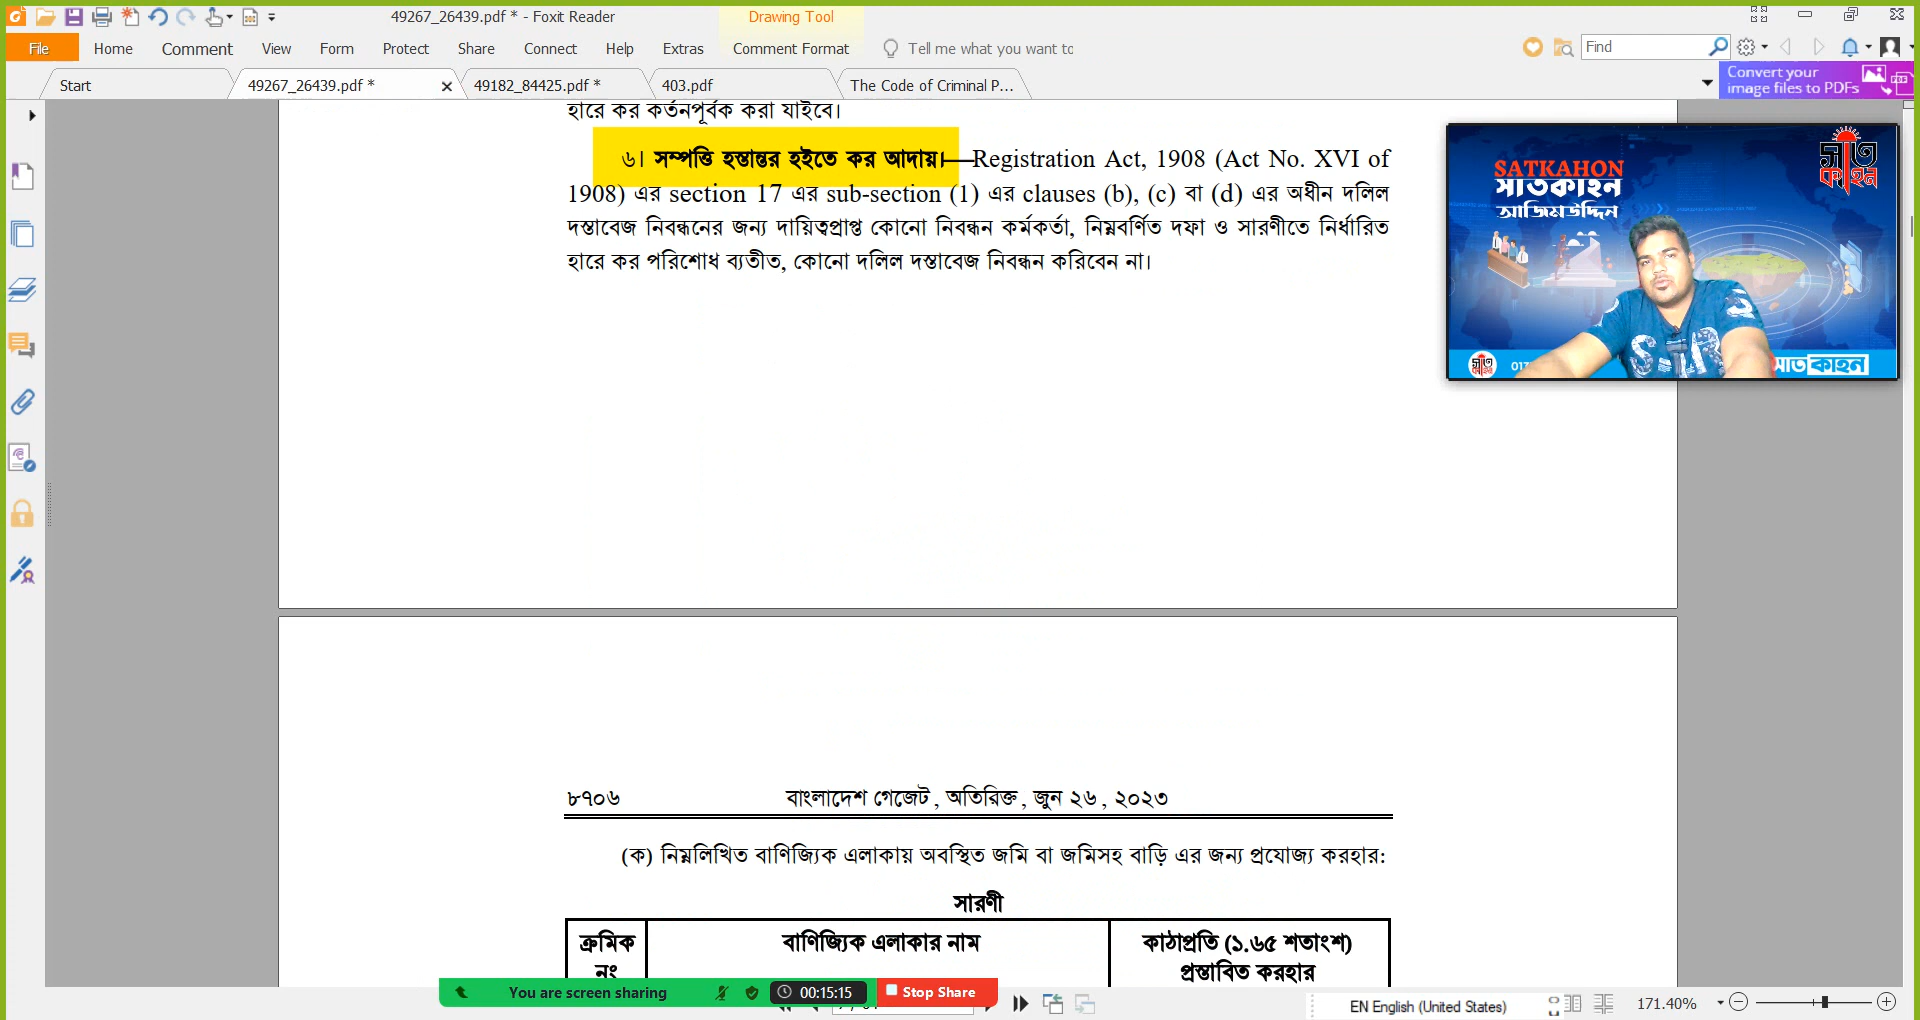 49267_26439.pdf * - Foxit Reader
Drawing Tool
File
Home
Comment
View
Form
Protect
Share
Connect
Help
Extras
Comment Format
Tell me what you want to
Find
Start
49267_26439.pdf *
49182_84425.pdf *
403.pdf
The Code of Criminal P...
Convert your
image files to PDFs
হারে কর কর্তনপূর্বক করা যাইবে।
৬। সম্পত্তি হস্তান্তর হইতে কর আদায়।—Registration Act, 1908 (Act No. XVI of
1908) এর section 17 এর sub-section (1) এর clauses (b), (c) বা (d) এর অধীন দলিল
দস্তাবেজ নিবন্ধনের জন্য দায়িত্বপ্রাপ্ত কোনো নিবন্ধন কর্মকর্তা, নিম্নবর্ণিত দফা ও সারণীতে নির্ধারিত
হারে কর পরিশোধ ব্যতীত, কোনো দলিল দস্তাবেজ নিবন্ধন করিবেন না।
SATKAHON
সাতকাহন
আজিমউদ্দিন
সাত কাহন
সাত কাহন
৮৭০৬
বাংলাদেশ গেজেট, অতিরিক্ত, জুন ২৬, ২০২৩
(ক) নিম্নলিখিত বাণিজ্যিক এলাকায় অবস্থিত জমি বা জমিসহ বাড়ি এর জন্য প্রযোজ্য করহার:
সারণী
ক্রমিক
নং
বাণিজ্যিক এলাকার নাম
কাঠাপ্রতি (১.৬৫ শতাংশ)
প্রস্তাবিত করহার
You are screen sharing
00:15:15
Stop Share
EN English (United States)
171.40%